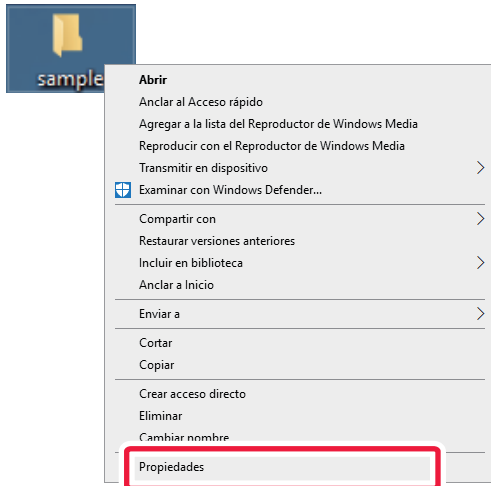 sample
Abrir
Anclar al Acceso rápido
Agregar a la lista del Reproductor de Windows Media
Reproducir con el Reproductor de Windows Media
Transmitir en dispositivo
Examinar con Windows Defender...
Compartir con
Restaurar versiones anteriores
Incluir en biblioteca
Anclar a Inicio
Enviar a
Cortar
Copiar
Crear acceso directo
Eliminar
Cambiar nombre
Propiedades